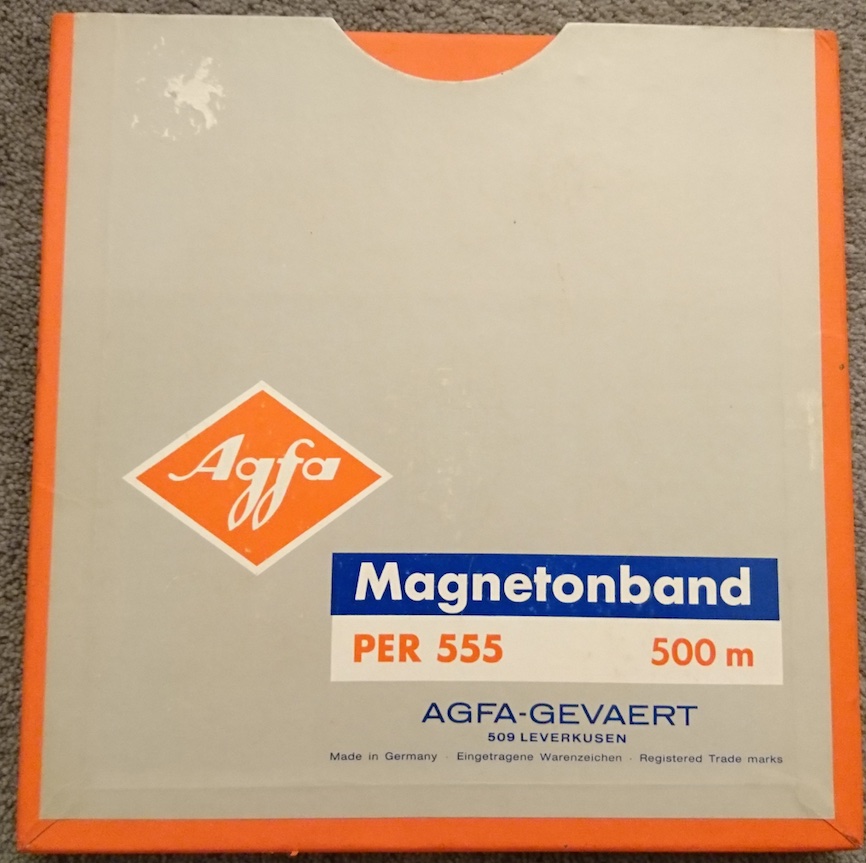 Agfa
Magnetonband
PER 555 500 m
AGFA-GEVAERT
509 LEVERKUSEN
Made in Germany · Eingetragene Warenzeichen · Registered Trade marks